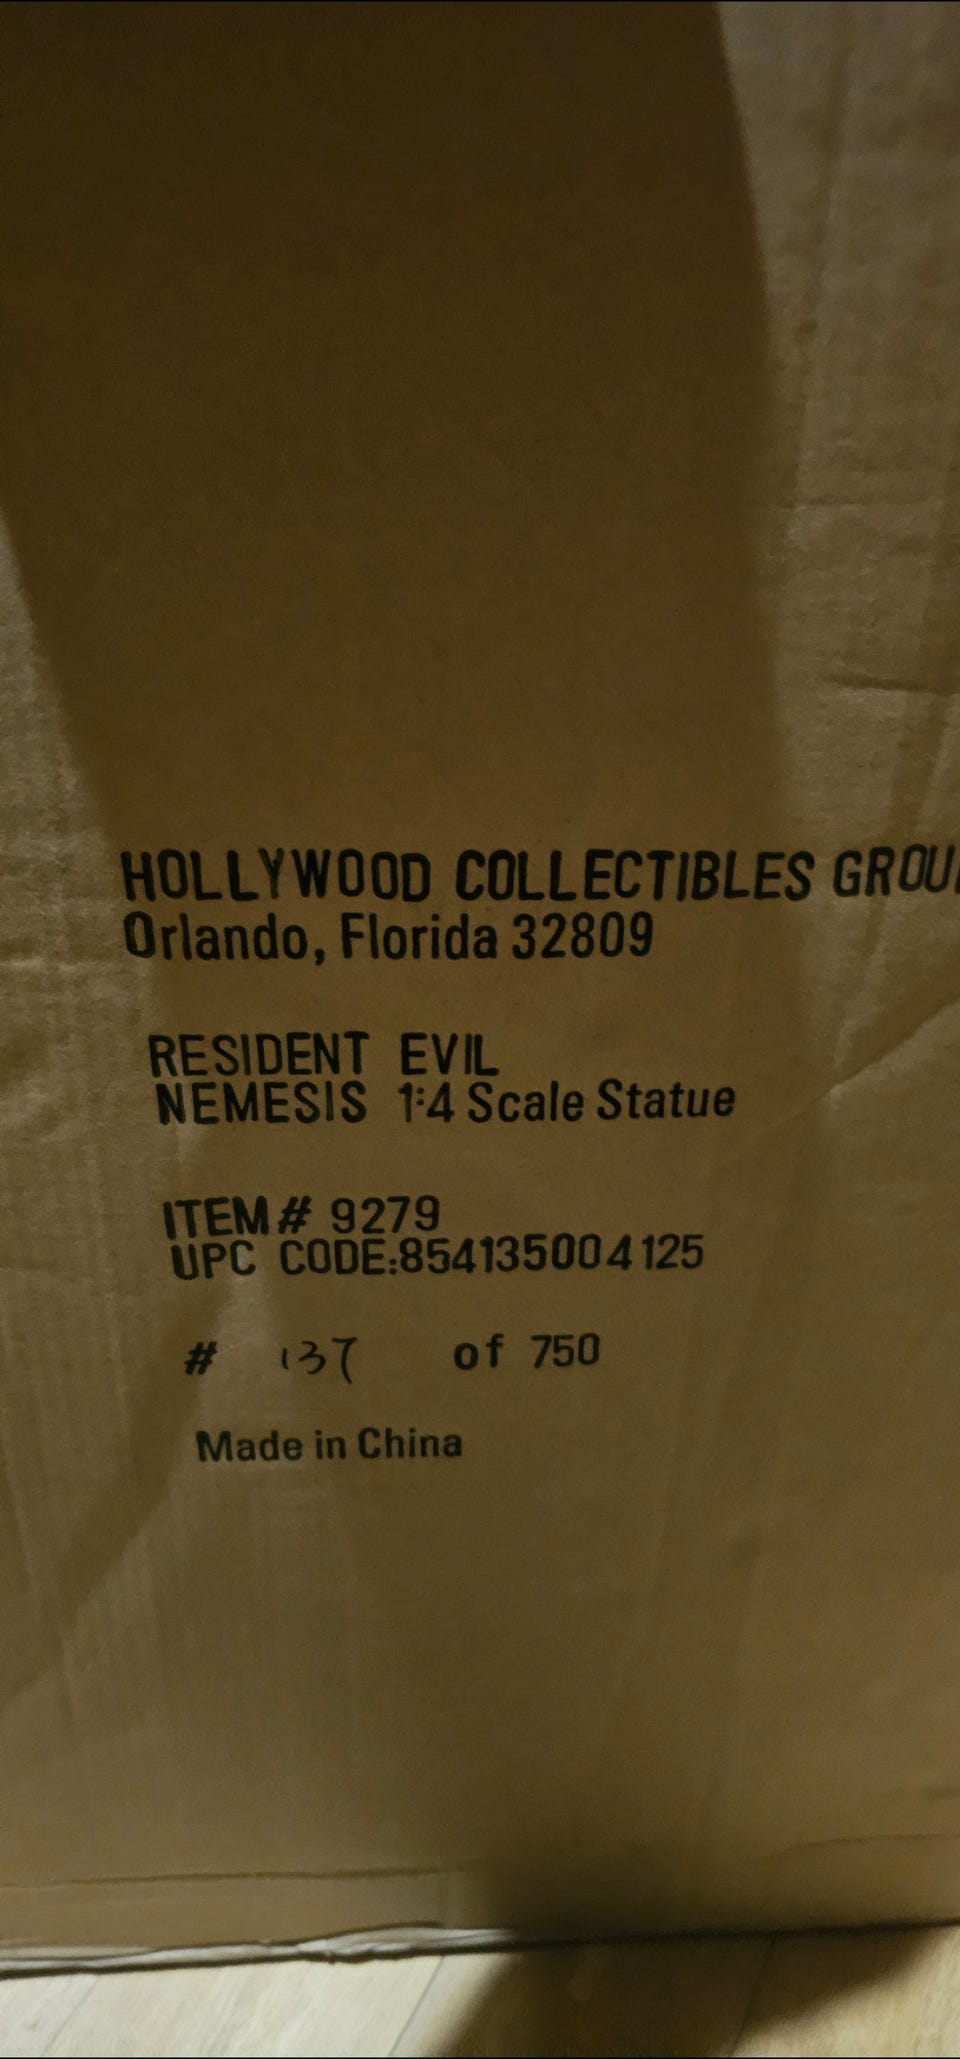 HOLLYWOOD COLLECTIBLES GROU
Orlando, Florida 32809
RESIDENT EVIL
NEMESIS 1:4 Scale Statue
ITEM# 9279
UPC CODE:854135004125
# 137 of 750
Made in China